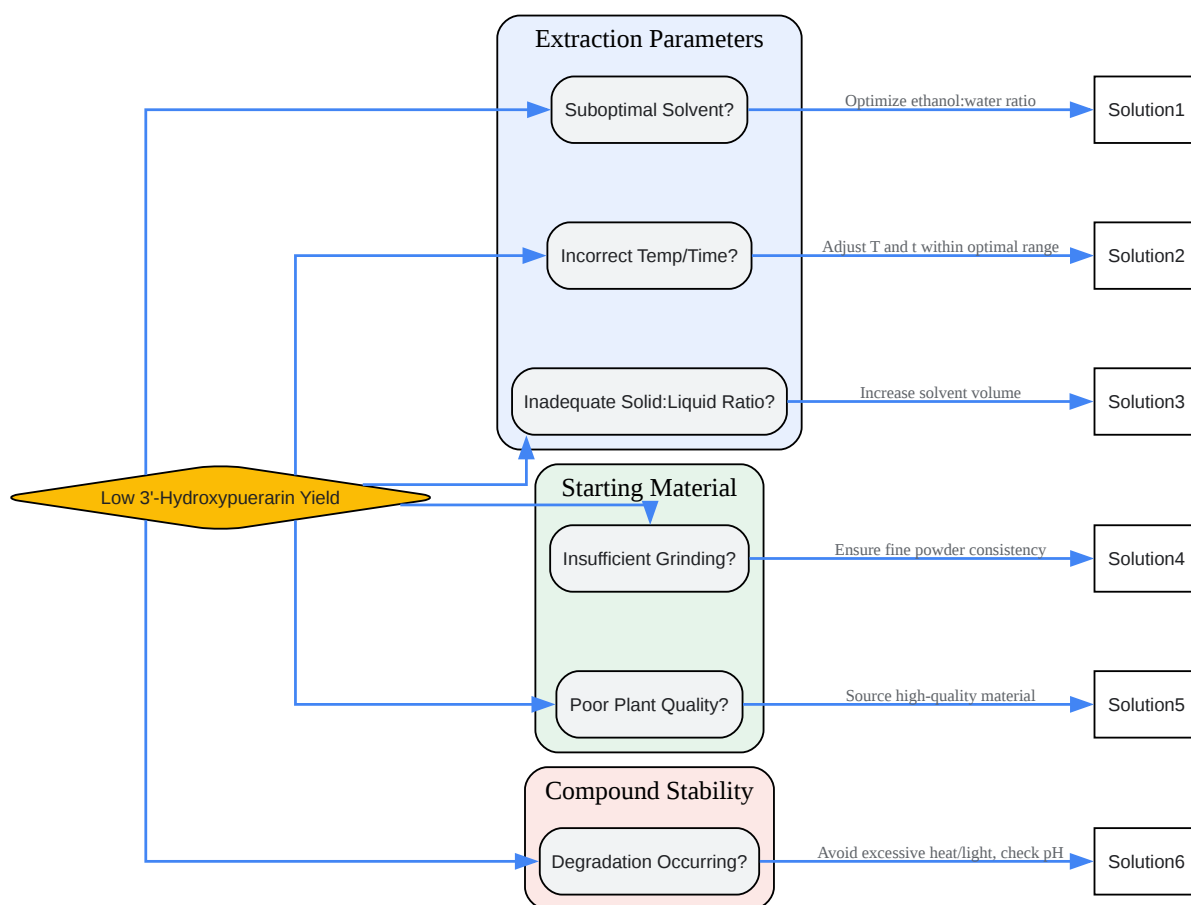 Extraction Parameters
Suboptimal Solvent?
Optimize ethanol:water ratio
Solution1
Incorrect Temp/Time?
Adjust T and t within optimal range
Solution2
Inadequate Solid:Liquid Ratio?
Increase solvent volume
Solution3
Low 3'-Hydroxypuerarin Yield
Starting Material
Insufficient Grinding?
Ensure fine powder consistency
Solution4
Poor Plant Quality?
Source high-quality material
Solution5
Compound Stability
Degradation Occurring?
Avoid excessive heat/light, check pH
Solution6